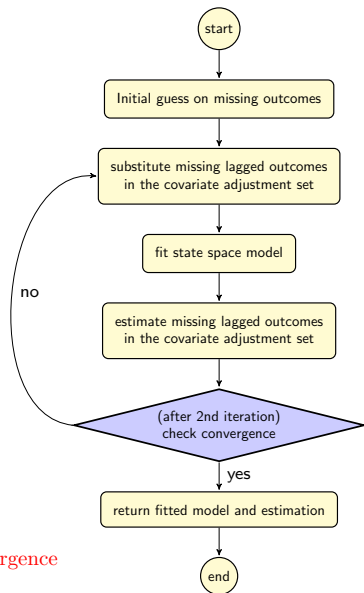 start
Initial guess on missing outcomes
substitute missing lagged outcomes
in the covariate adjustment set
fit state space model
no
estimate missing lagged outcomes
in the covariate adjustment set
(after 2nd iteration)
check convergence
yes
return fitted model and estimation
rgence
end